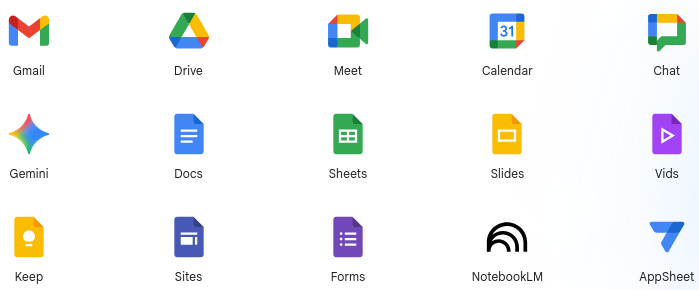 Gmail Drive Meet 31 Calendar Chat
Gemini Docs Sheets Slides Vids
Keep Sites Forms NotebookLM AppSheet